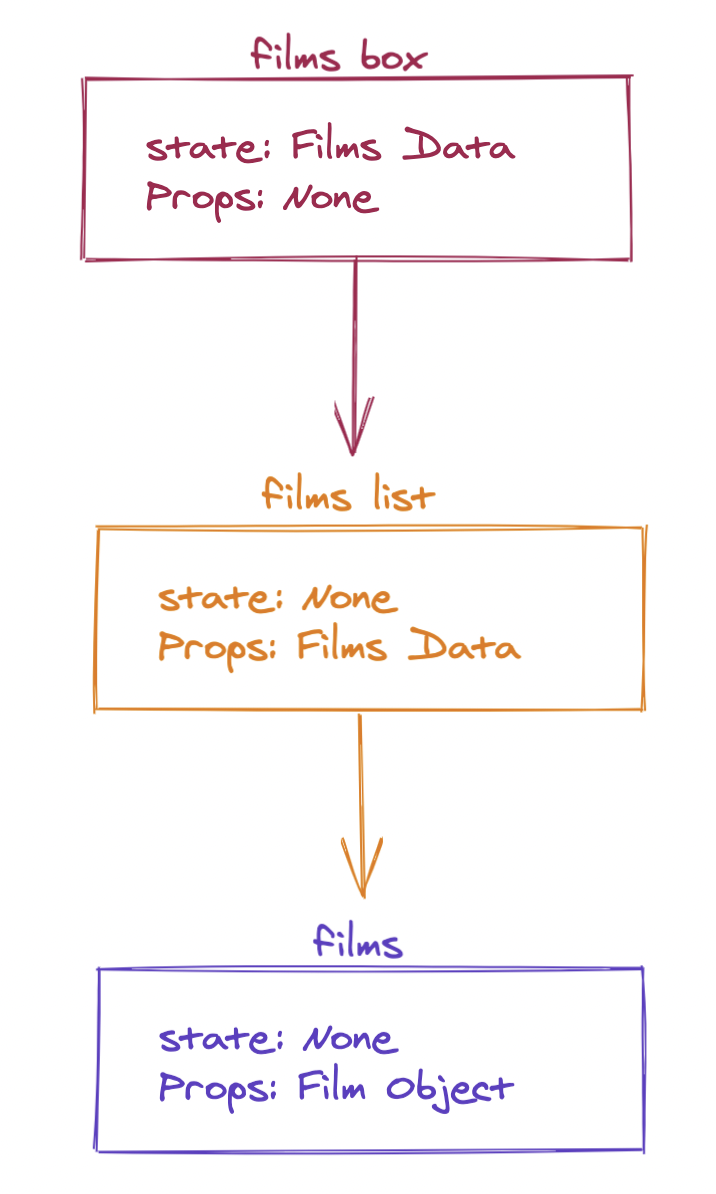 films box
state: Films Data
Props: None
films list
state: None
Props: Films Data
films
state: None
Props: Film Object